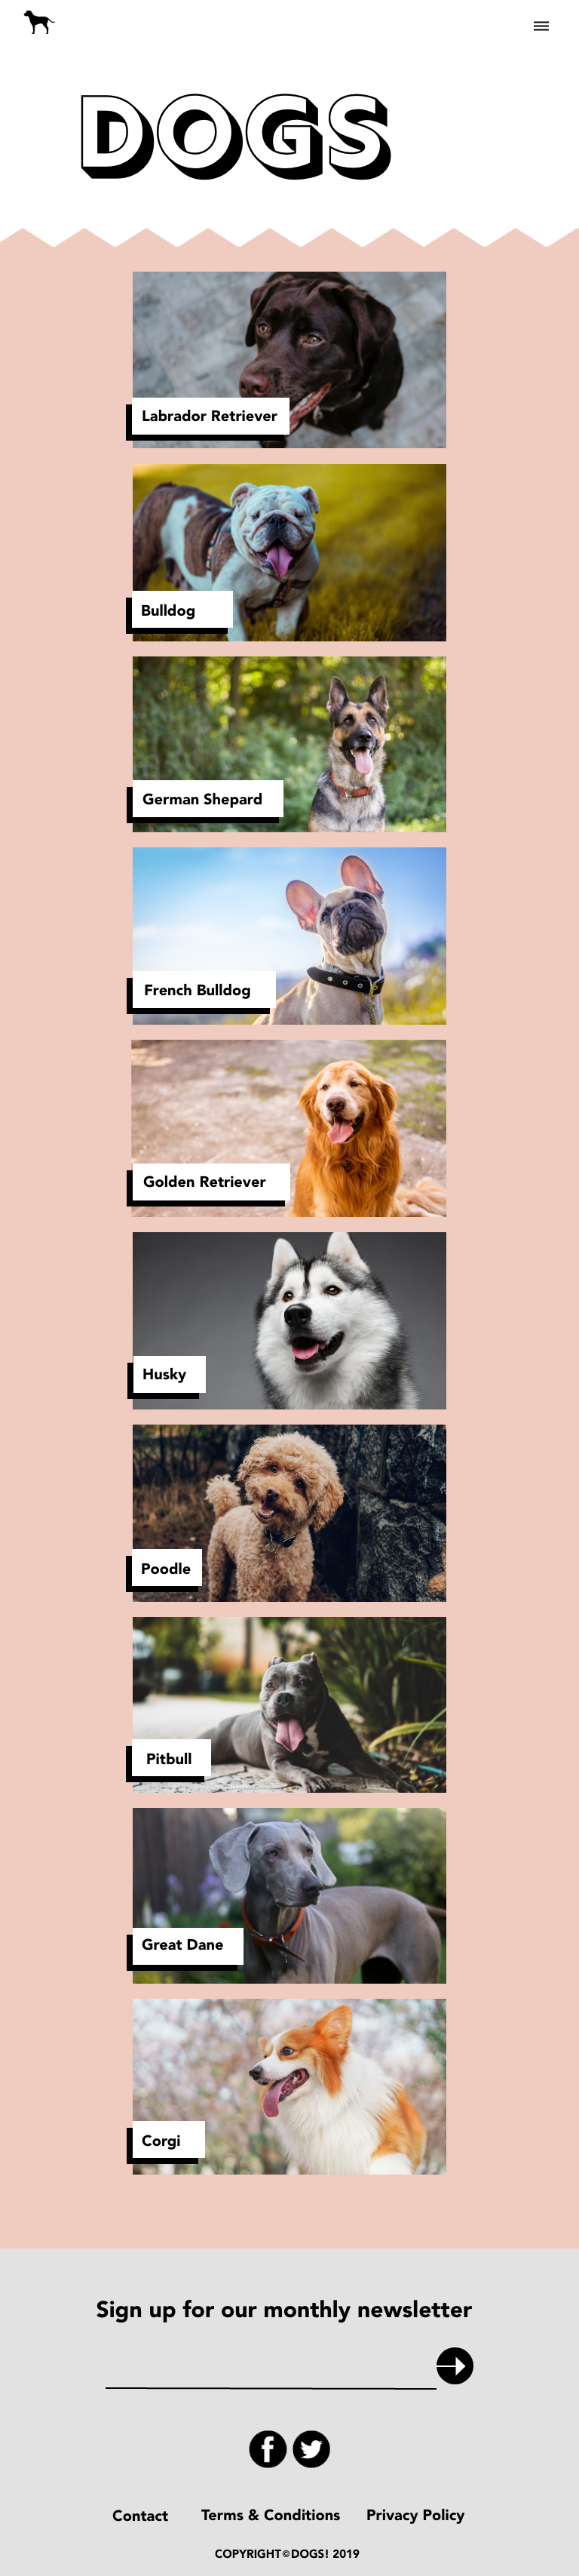 DOGS
Labrador Retriever
Bulldog
German Shepard
French Bulldog
Golden Retriever
Husky
Poodle
Pitbull
Great Dane
Corgi
Sign up for our monthly newsletter
Contact Terms & Conditions Privacy Policy
COPYRIGHT©DOGS! 2019